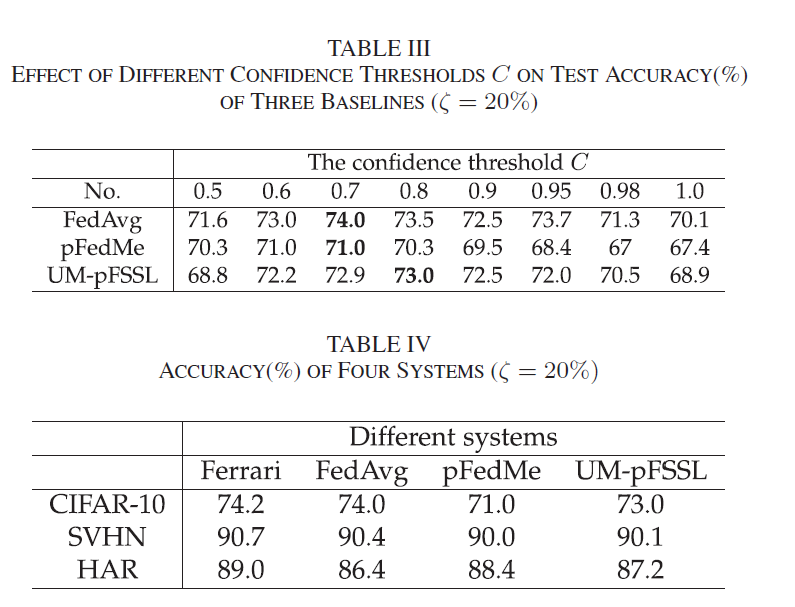 TABLE III
EFFECT OF DIFFERENT CONFIDENCE THRESHOLDS C ON TEST ACCURACY(%)
OF THREE BASELINES (ζ = 20%)
The confidence threshold C
No. 0.5 0.6 0.7 0.8 0.9 0.95 0.98 1.0
FedAvg 71.6 73.0 74.0 73.5 72.5 73.7 71.3 70.1
pFedMe 70.3 71.0 71.0 70.3 69.5 68.4 67 67.4
UM-pFSSL 68.8 72.2 72.9 73.0 72.5 72.0 70.5 68.9
TABLE IV
ACCURACY(%) OF FOUR SYSTEMS (ζ = 20%)
Different systems
Ferrari FedAvg pFedMe UM-pFSSL
CIFAR-10 74.2 74.0 71.0 73.0
SVHN 90.7 90.4 90.0 90.1
HAR 89.0 86.4 88.4 87.2